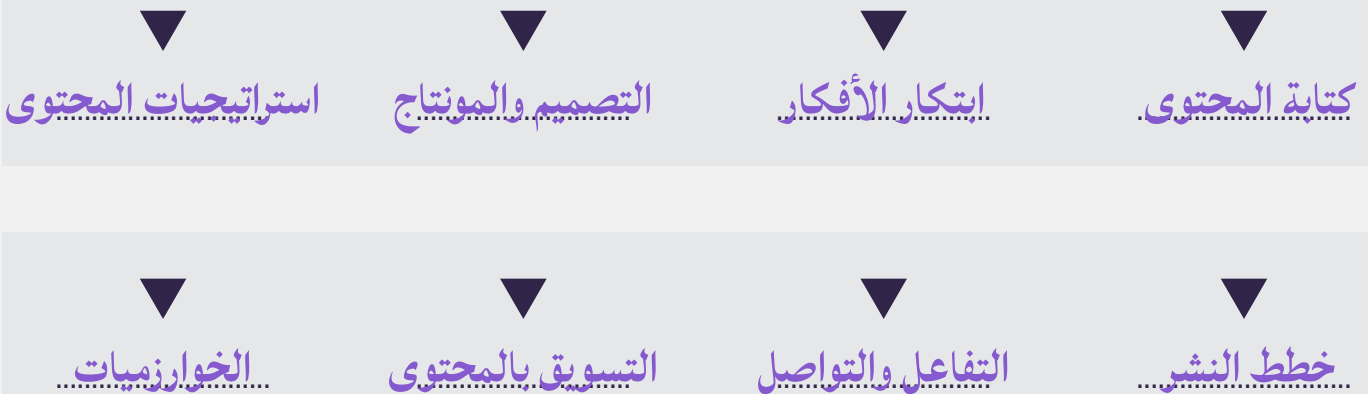 كتابة المحتوى ابتكار الأفكار التصميم والمونتاج استراتيجيات المحتوى
خطط النشر التفاعل والتواصل التسويق بالمحتوى الخوارزميات